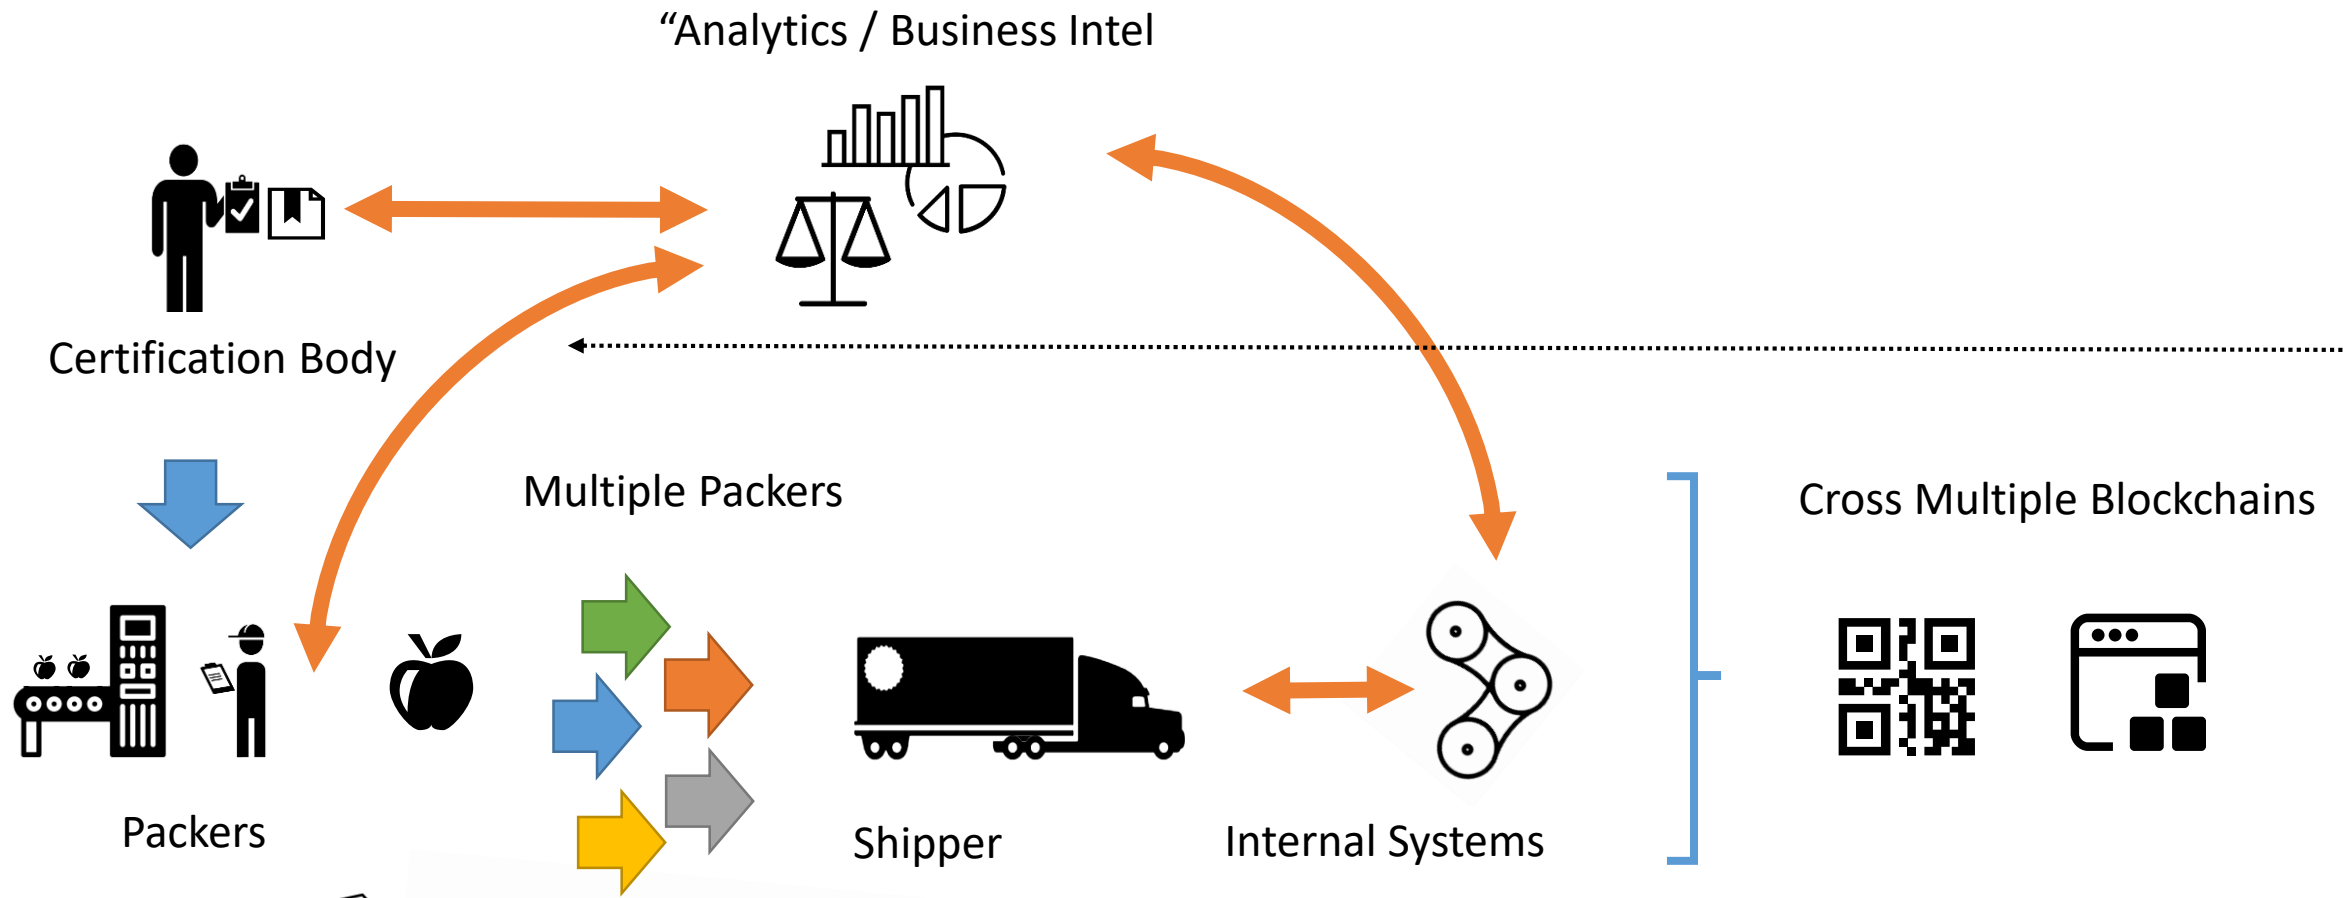 “Analytics / Business Intel
Certification Body
Multiple Packers
Cross Multiple Blockchains
Packers
Shipper
Internal Systems